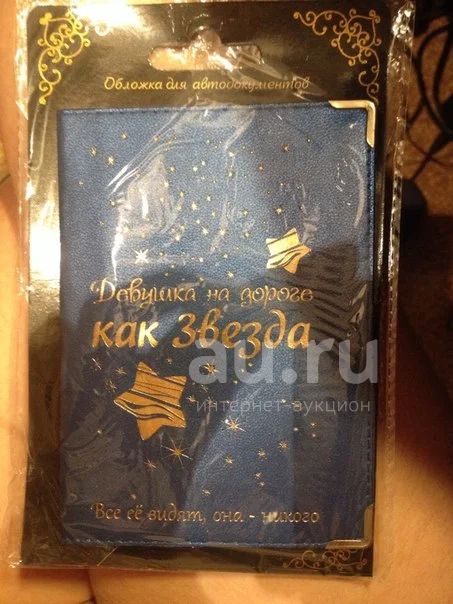 Обложка для автодокументов
Девушка на дороге
как Звезда
au.ru
интернет-аукцион
Все её видят, она - никого